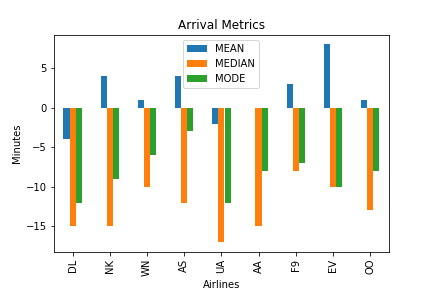 Arrival Metrics
MEAN
MEDIAN
MODE
Minutes
5
0
−5
−10
−15
DL NK WN AS UA AA F9 EV OO
Airlines